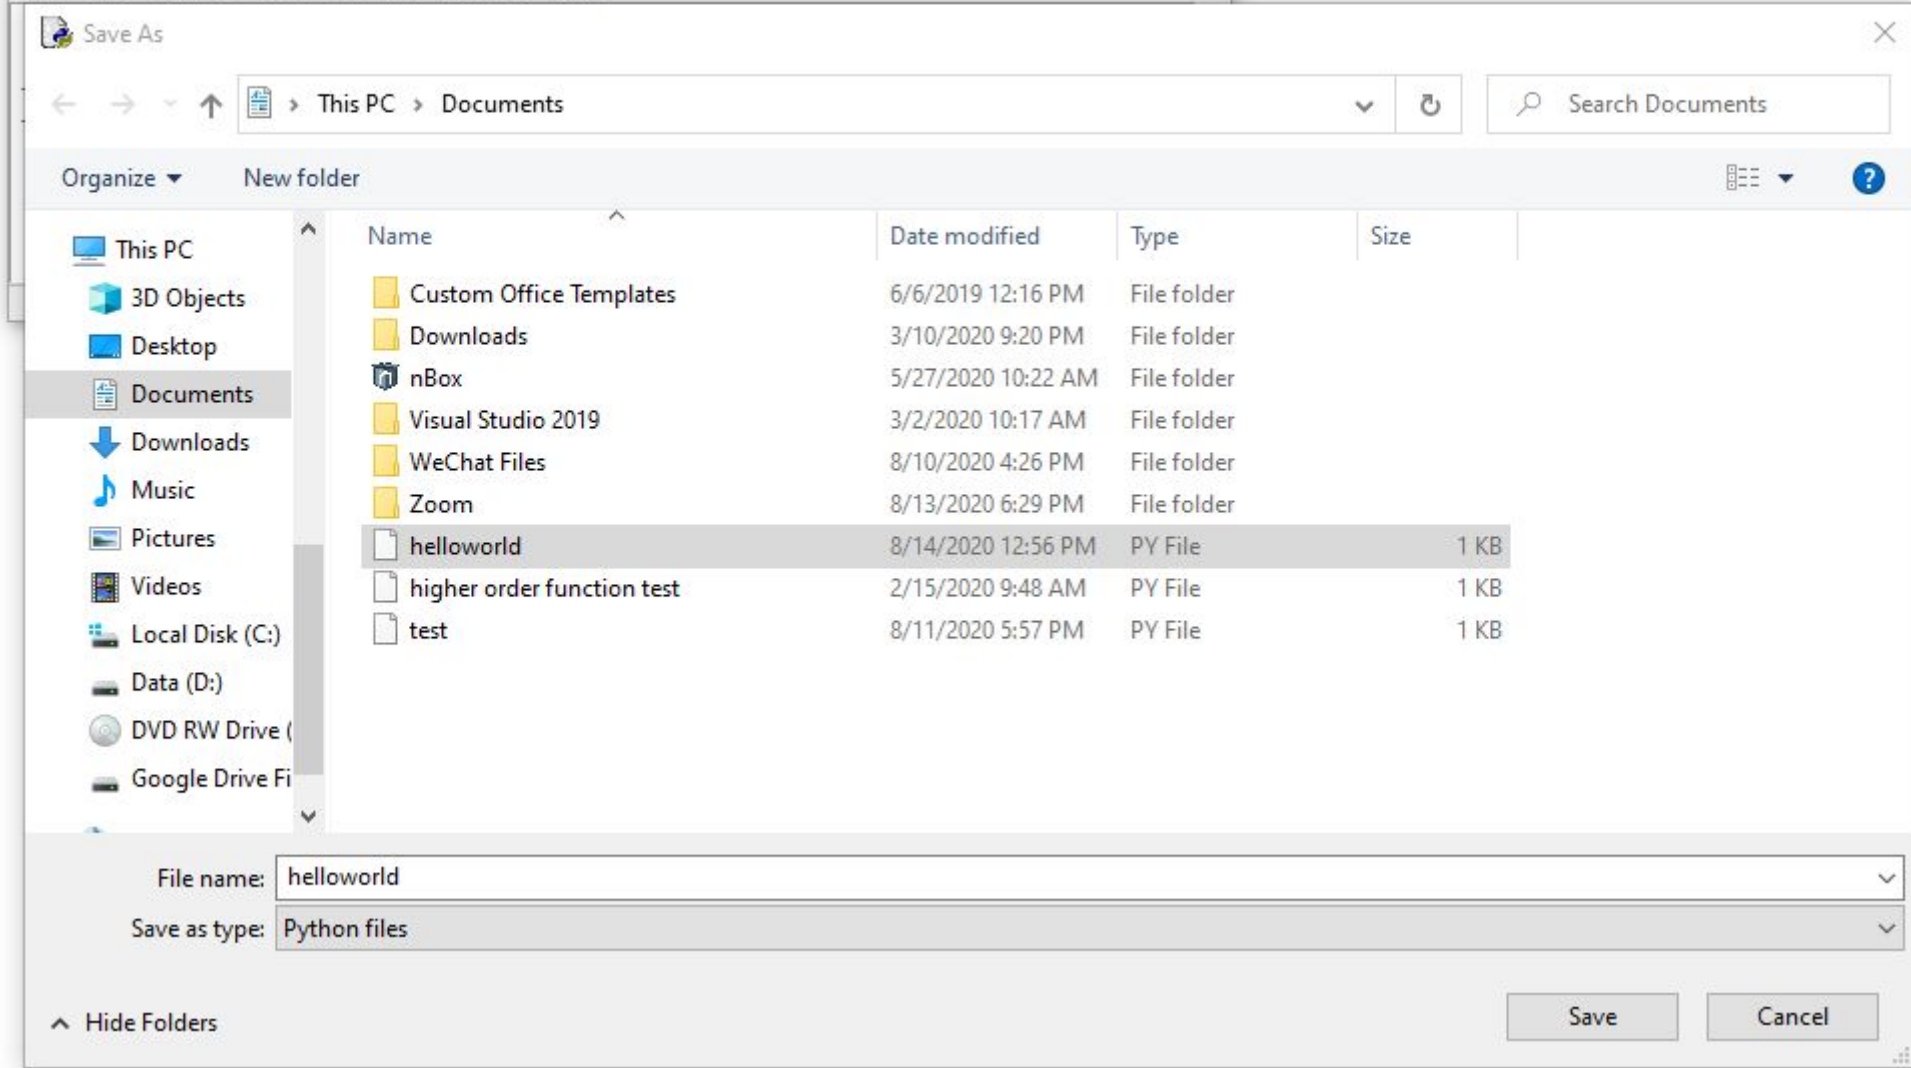 Save As
This PC > Documents
Search Documents
Organize
New folder
Name Date modified Type Size
This PC
3D Objects
Desktop
Documents
Downloads
Music
Pictures
Videos
Local Disk (C:)
Data (D:)
DVD RW Drive (
Google Drive Fi
Custom Office Templates 6/6/2019 12:16 PM File folder
Downloads 3/10/2020 9:20 PM File folder
nBox 5/27/2020 10:22 AM File folder
Visual Studio 2019 3/2/2020 10:17 AM File folder
WeChat Files 8/10/2020 4:26 PM File folder
Zoom 8/13/2020 6:29 PM File folder
helloworld 8/14/2020 12:56 PM PY File 1 KB
higher order function test 2/15/2020 9:48 AM PY File 1 KB
test 8/11/2020 5:57 PM PY File 1 KB
File name: helloworld
Save as type: Python files
Hide Folders
Save
Cancel